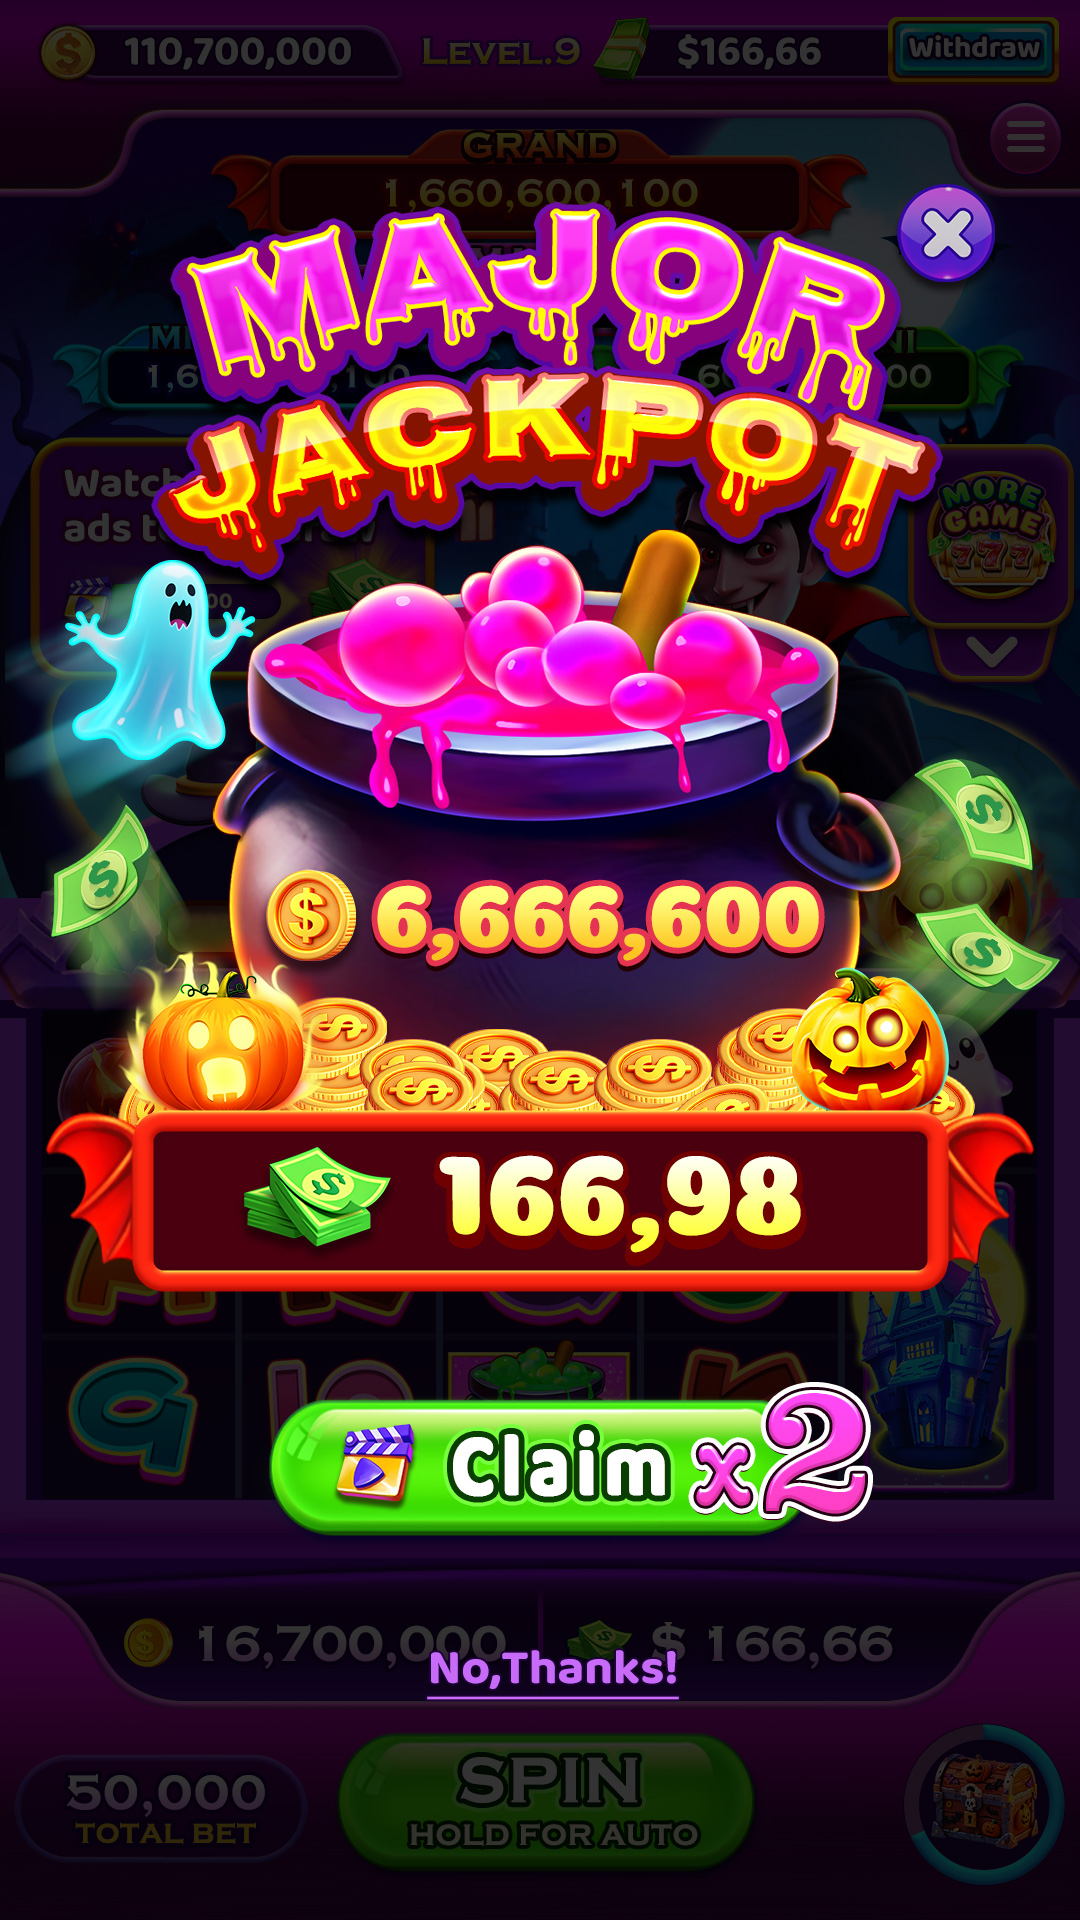 110,700,000
LEVEL.9
$166,66
Withdraw
GRAND
1,660,600,100
MAJOR
JACKPOT
MORE
GAME
777
6,666,600
166,98
Claim x2
16,700,000
$ 166,66
No,Thanks!
50,000
TOTAL BET
SPIN
HOLD FOR AUTO